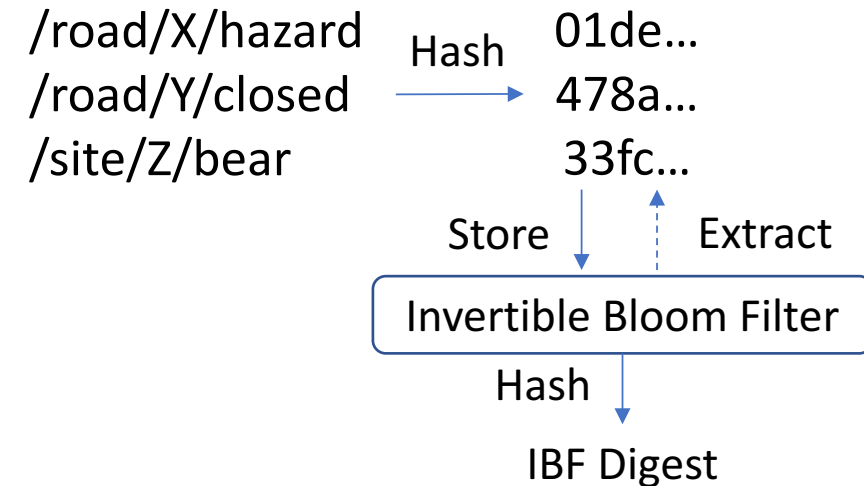 /road/X/hazard Hash 01de...
/road/Y/closed 478a...
/site/Z/bear 33fc...
Store Extract
Invertible Bloom Filter
Hash
IBF Digest